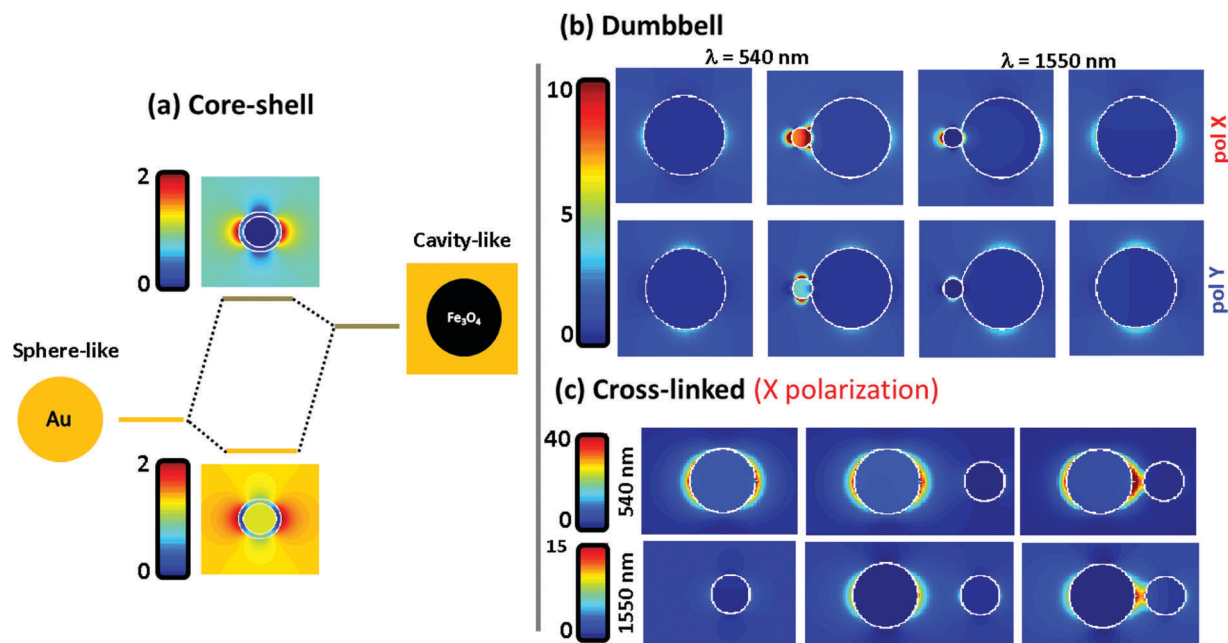 (a) Core-shell
2
0
Sphere-like
Au
2
0
Cavity-like
Fe₃O₄
(b) Dumbbell
λ = 540 nm
λ = 1550 nm
10
5
0
pol X
pol Y
(c) Cross-linked (X polarization)
40
0
540 nm
15
0
1550 nm